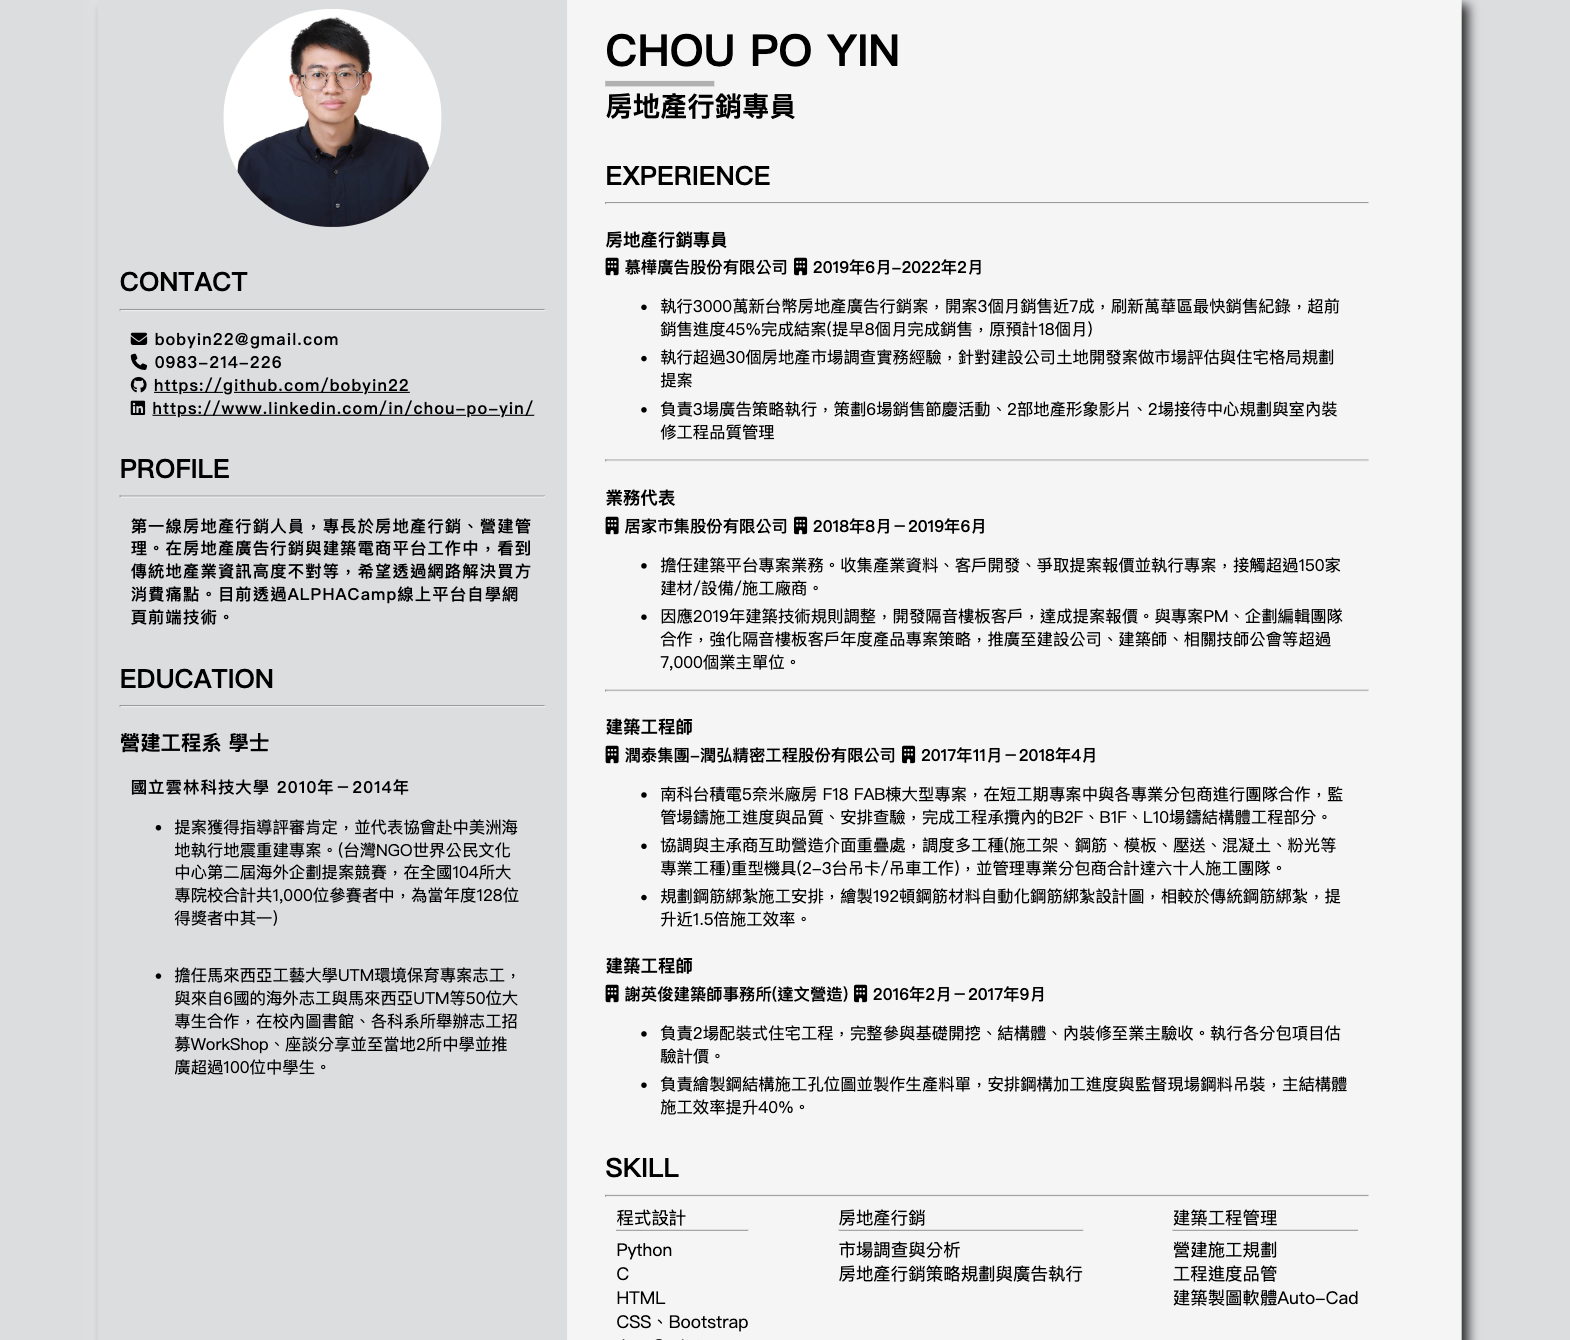 CONTACT
bobyin22@gmail.com
0983-214-226
https://github.com/bobyin22
https://www.linkedin.com/in/chou-po-yin/
PROFILE
第一線房地產行銷人員，專長於房地產行銷、營建管
理。在房地產廣告行銷與建築電商平台工作中，看到
傳統地產業資訊高度不對等，希望透過網路解決買方
消費痛點。目前透過ALPHACamp線上平台自學網
頁前端技術。
EDUCATION
營建工程系 學士
國立雲林科技大學 2010年－2014年
• 提案獲得指導評審肯定，並代表協會赴中美洲海
地執行地震重建專案。(台灣NGO世界公民文化
中心第二屆海外企劃提案競賽，在全國104所大
專院校合計共1,000位參賽者中，為當年度128位
得獎者中其一)
• 擔任馬來西亞工藝大學UTM環境保育專案志工，
與來自6國的海外志工與馬來西亞UTM等50位大
專生合作，在校內圖書館、各科系所舉辦志工招
募WorkShop、座談分享並至當地2所中學並推
廣超過100位中學生。
CHOU PO YIN
房地產行銷專員
EXPERIENCE
房地產行銷專員
慕樺廣告股份有限公司 2019年6月-2022年2月
• 執行3000萬新台幣房地產廣告行銷案，開案3個月銷售近7成，刷新萬華區最快銷售紀錄，超前
銷售進度45%完成結案(提早8個月完成銷售，原預計18個月)
• 執行超過30個房地產市場調查實務經驗，針對建設公司土地開發案做市場評估與住宅格局規劃
提案
• 負責3場廣告策略執行，策劃6場銷售節慶活動、2部地產形象影片、2場接待中心規劃與室內裝
修工程品質管理
業務代表
居家市集股份有限公司 2018年8月－2019年6月
• 擔任建築平台專案業務。收集產業資料、客戶開發、爭取提案報價並執行專案，接觸超過150家
建材/設備/施工廠商。
• 因應2019年建築技術規則調整，開發隔音樓板客戶，達成提案報價。與專案PM、企劃編輯團隊
合作，強化隔音樓板客戶年度產品專案策略，推廣至建設公司、建築師、相關技師公會等超過
7,000個業主單位。
建築工程師
潤泰集團-潤弘精密工程股份有限公司 2017年11月－2018年4月
• 南科台積電5奈米廠房 F18 FAB棟大型專案，在短工期專案中與各專業分包商進行團隊合作，監
管場鑄施工進度與品質、安排查驗，完成工程承攬內的B2F、B1F、L10場鑄結構體工程部分。
• 協調與主承商互助營造介面重疊處，調度多工種(施工架、鋼筋、模板、壓送、混凝土、粉光等
專業工種)重型機具(2-3台吊卡/吊車工作)，並管理專業分包商合計達六十人施工團隊。
• 規劃鋼筋綁紮施工安排，繪製192頓鋼筋材料自動化鋼筋綁紮設計圖，相較於傳統鋼筋綁紮，提
升近1.5倍施工效率。
建築工程師
謝英俊建築師事務所(達文營造) 2016年2月－2017年9月
• 負責2場配裝式住宅工程，完整參與基礎開挖、結構體、內裝修至業主驗收。執行各分包項目估
驗計價。
• 負責繪製鋼結構施工孔位圖並製作生產料單，安排鋼構加工進度與監督現場鋼料吊裝，主結構體
施工效率提升40%。
SKILL
程式設計
Python
C
HTML
CSS、Bootstrap
房地產行銷
市場調查與分析
房地產行銷策略規劃與廣告執行
建築工程管理
營建施工規劃
工程進度品管
建築製圖軟體Auto-Cad